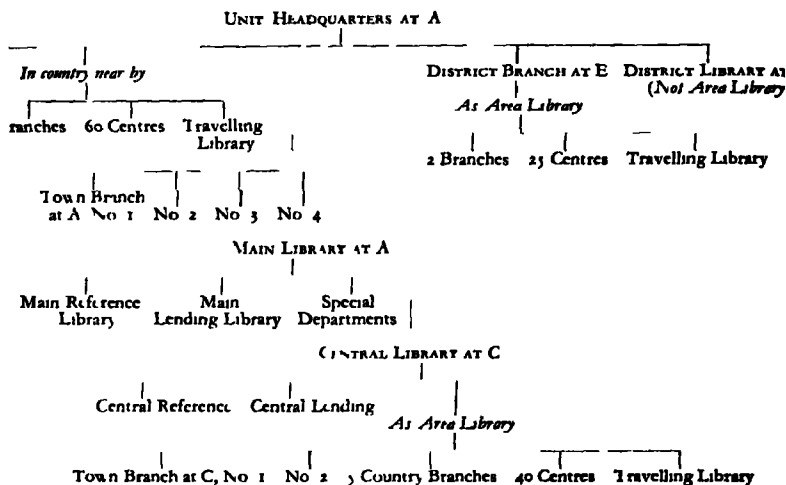 UNIT HEADQUARTERS AT A
In country near by
DISTRICT BRANCH AT E DISTRICT LIBRARY AT
As Area Library (Not Area Library
ranches 60 Centres Travelling Library
2 Branches 25 Centres Travelling Library
Town Branch at A No 1 No 2 No 3 No 4
MAIN LIBRARY AT A
Main Reference Library Main Lending Library Special Departments
CENTRAL LIBRARY AT C
Central Reference Central Lending
As Area Library
Town Branch at C, No 1 No 2 Country Branches 40 Centres Travelling Library